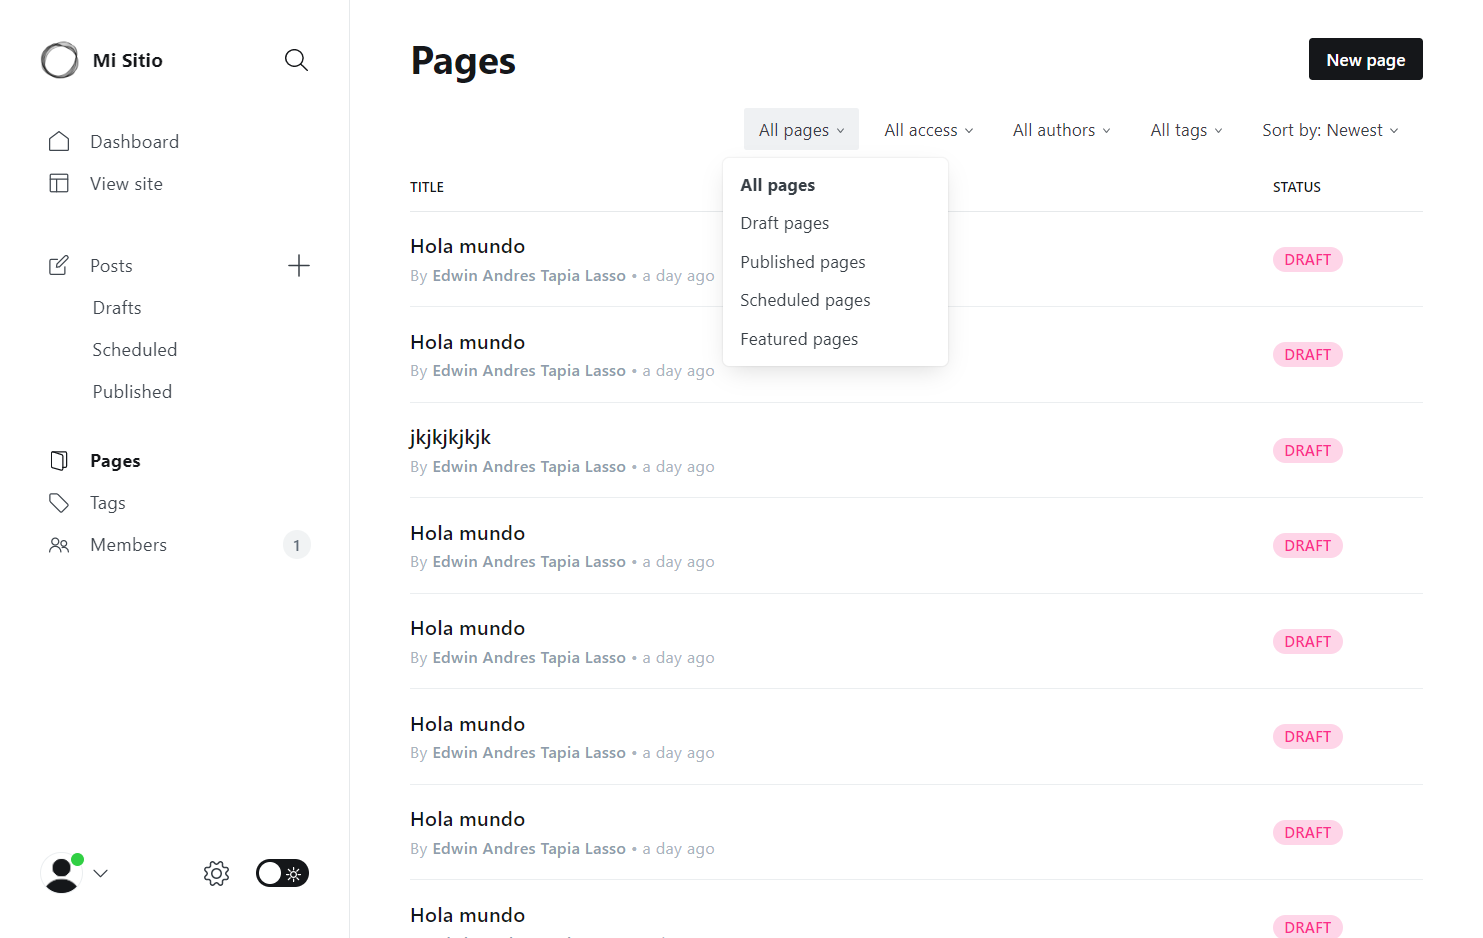 Mi Sitio
Dashboard
View site
Posts
Drafts
Scheduled
Published
Pages
Tags
Members 1
Pages
New page
All pages All access All authors All tags Sort by: Newest
All pages
Draft pages
Published pages
Scheduled pages
Featured pages
TITLE STATUS
Hola mundo
By Edwin Andres Tapia Lasso • a day ago
DRAFT
Hola mundo
By Edwin Andres Tapia Lasso • a day ago
DRAFT
jkjkjkjkjk
By Edwin Andres Tapia Lasso • a day ago
DRAFT
Hola mundo
By Edwin Andres Tapia Lasso • a day ago
DRAFT
Hola mundo
By Edwin Andres Tapia Lasso • a day ago
DRAFT
Hola mundo
By Edwin Andres Tapia Lasso • a day ago
DRAFT
Hola mundo
By Edwin Andres Tapia Lasso • a day ago
DRAFT
Hola mundo
DRAFT